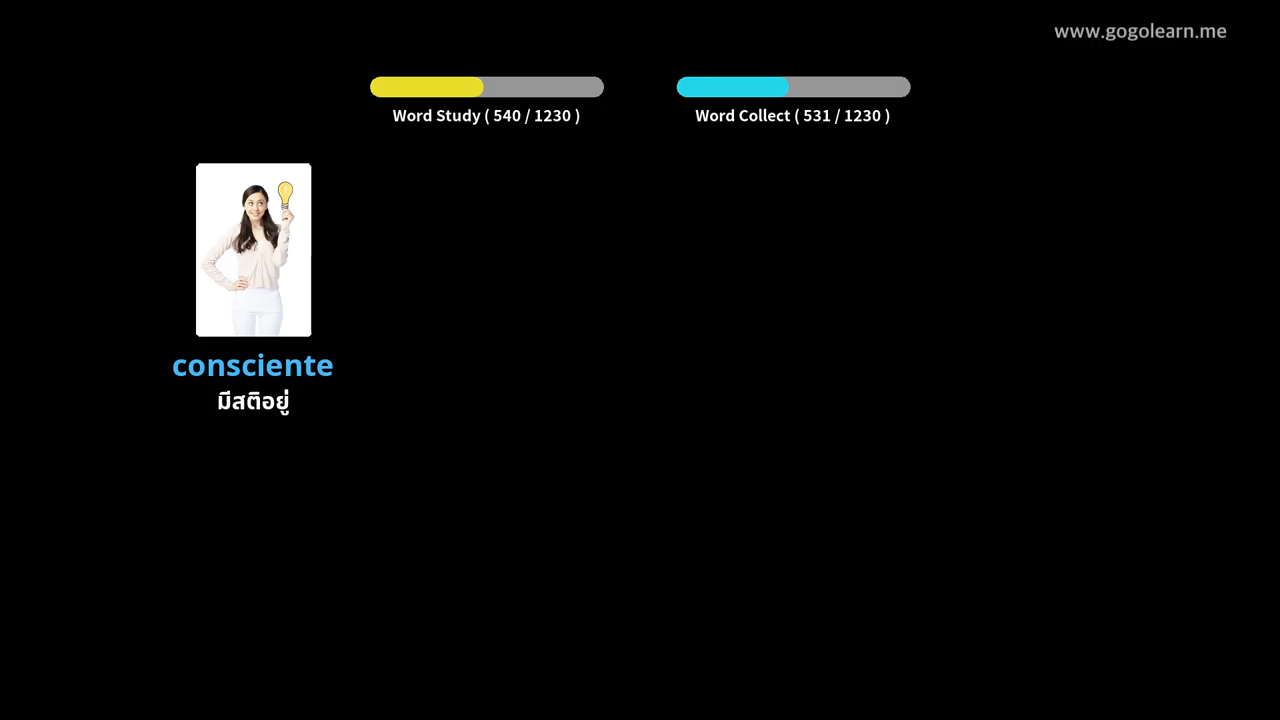 www.gogolearn.me
Word Study ( 540 / 1230 )
Word Collect ( 531 / 1230 )
consciente
มีสติอยู่